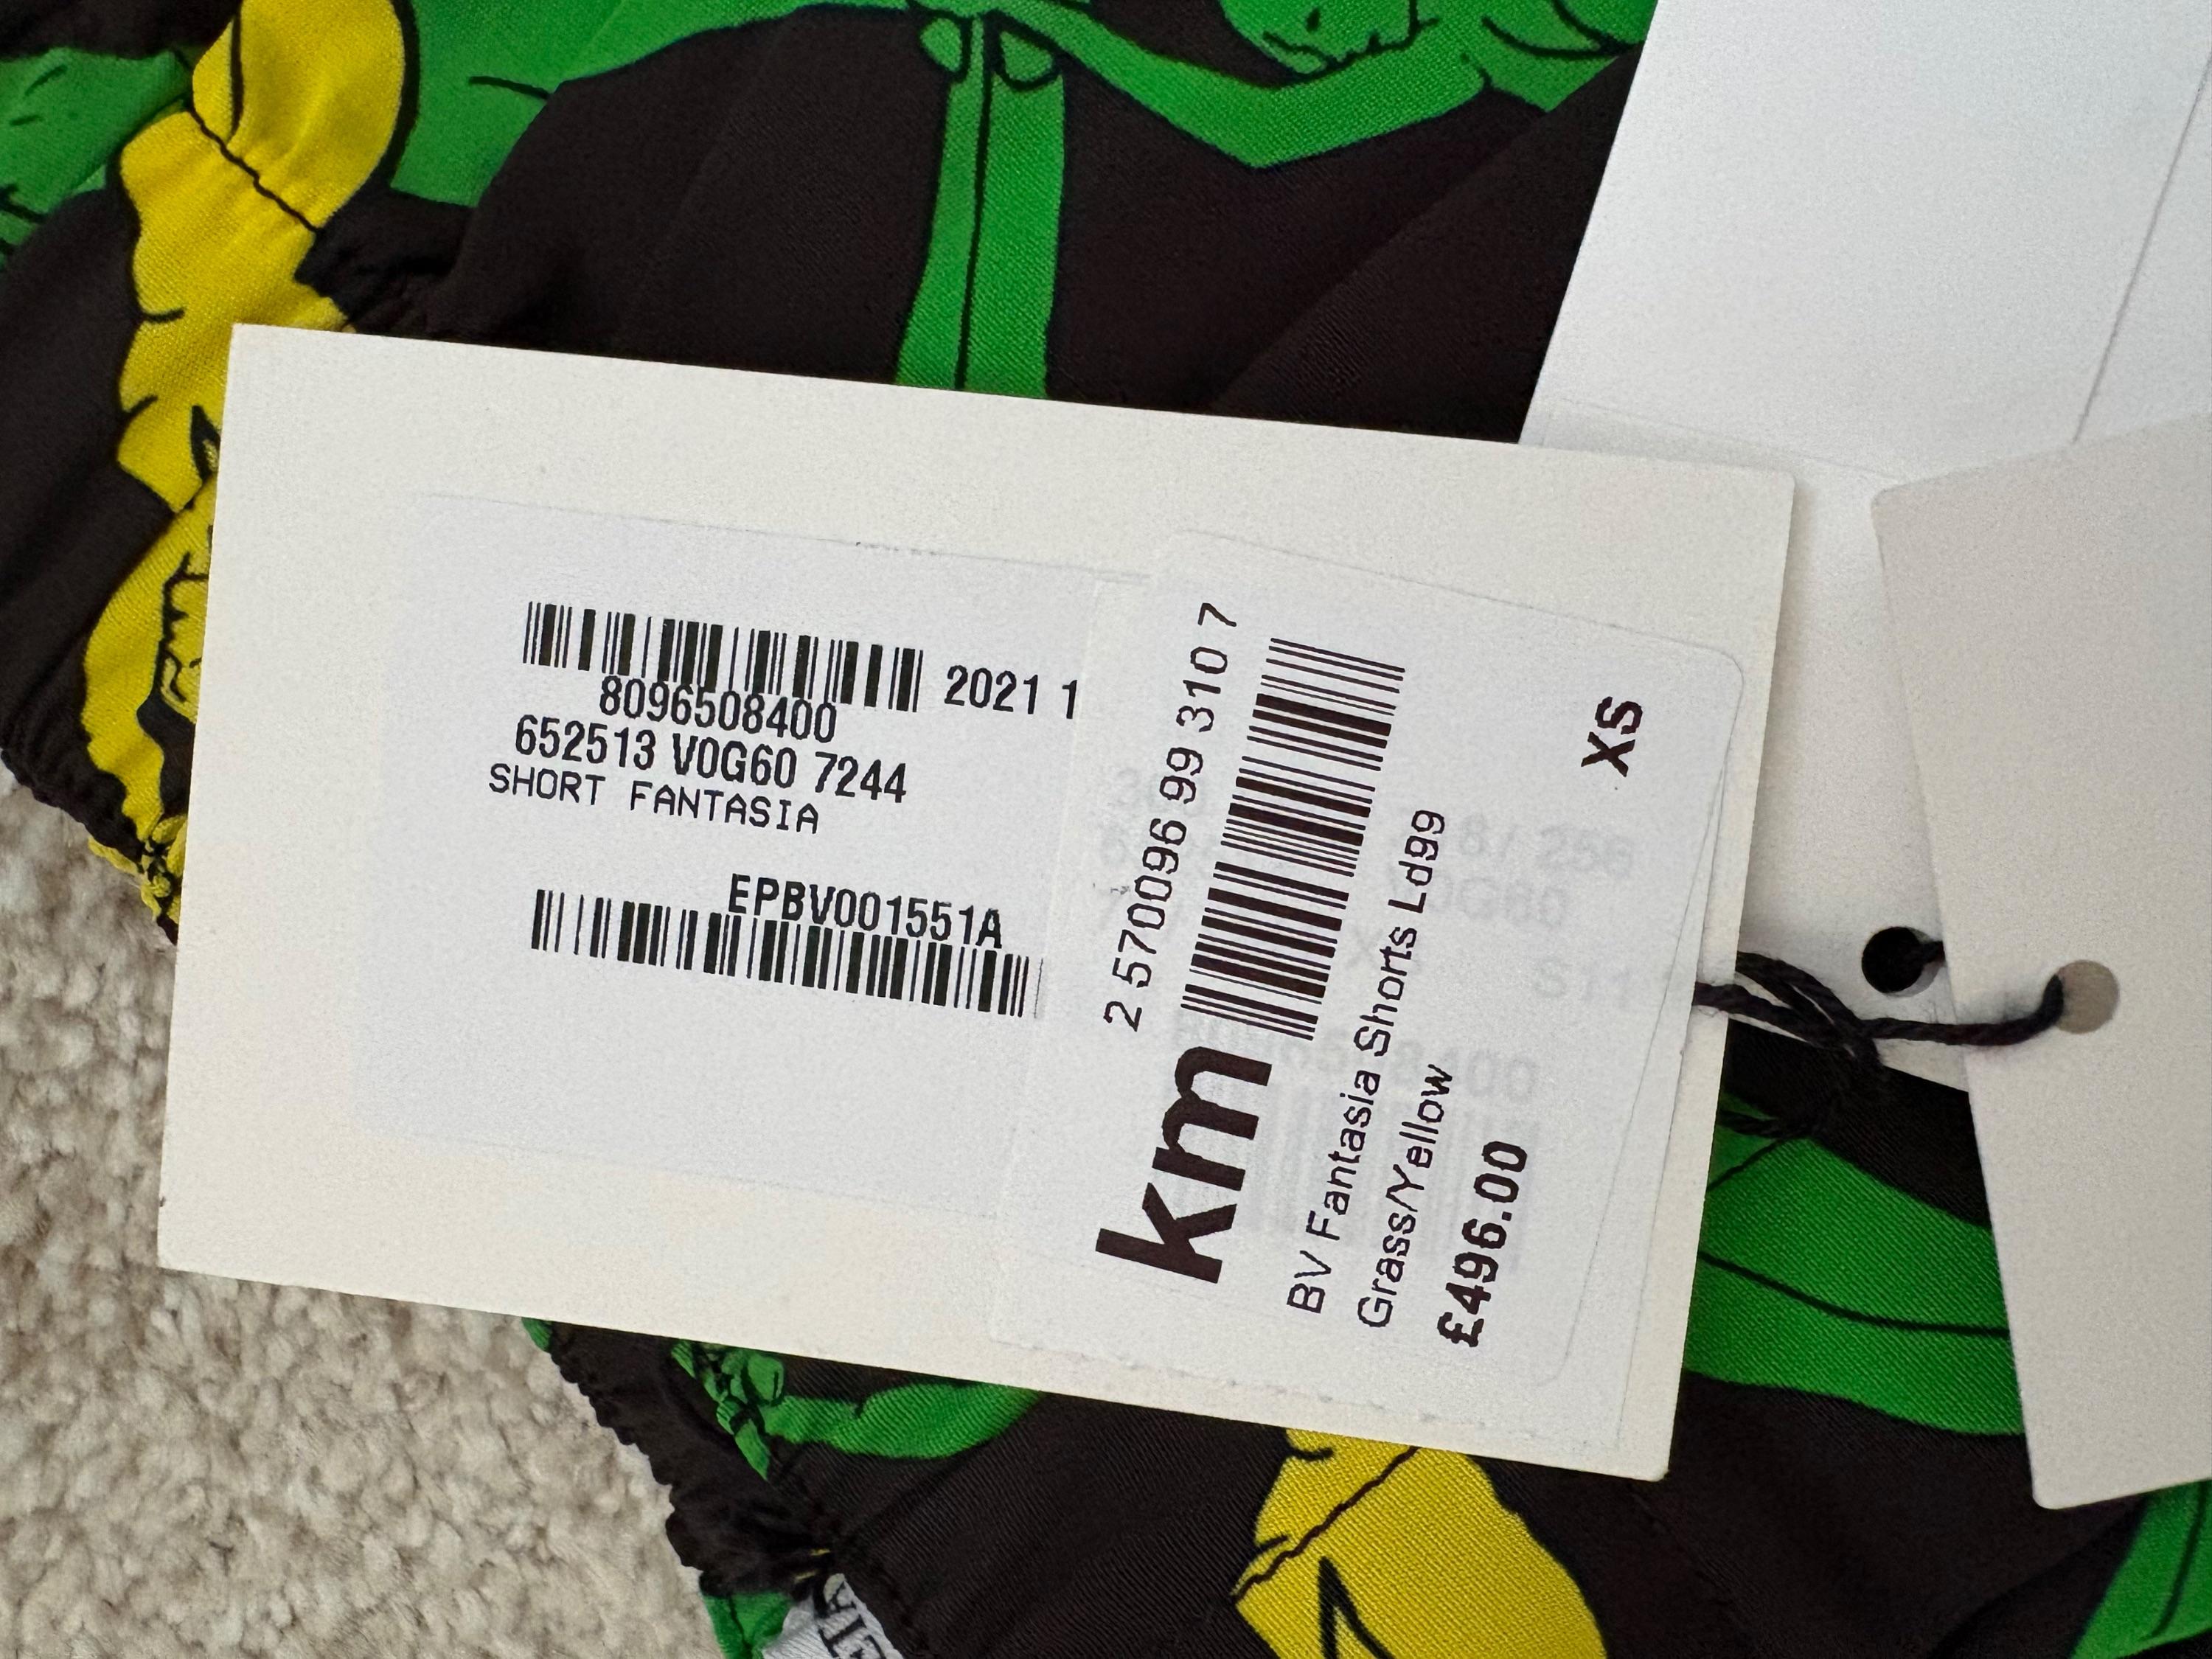 8096508400
2021 1
652513 V0G60 7244
SHORT FANTASIA
EPBV001551A
2 570096 99 310 7
km
BV Fantasia Shorts Ld99
Grass/Yellow
£496.00
XS
ETA